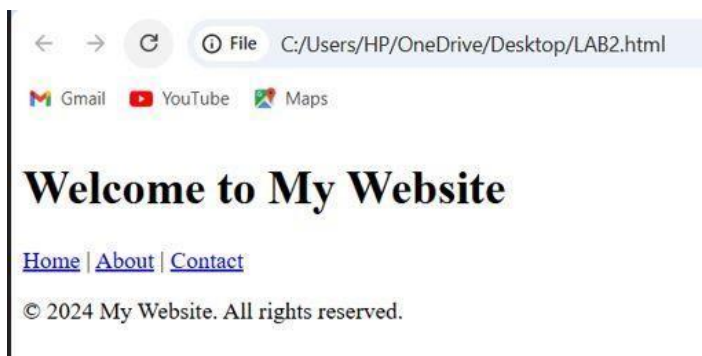 File C:/Users/HP/OneDrive/Desktop/LAB2.html
Gmail YouTube Maps
Welcome to My Website
Home | About | Contact
© 2024 My Website. All rights reserved.